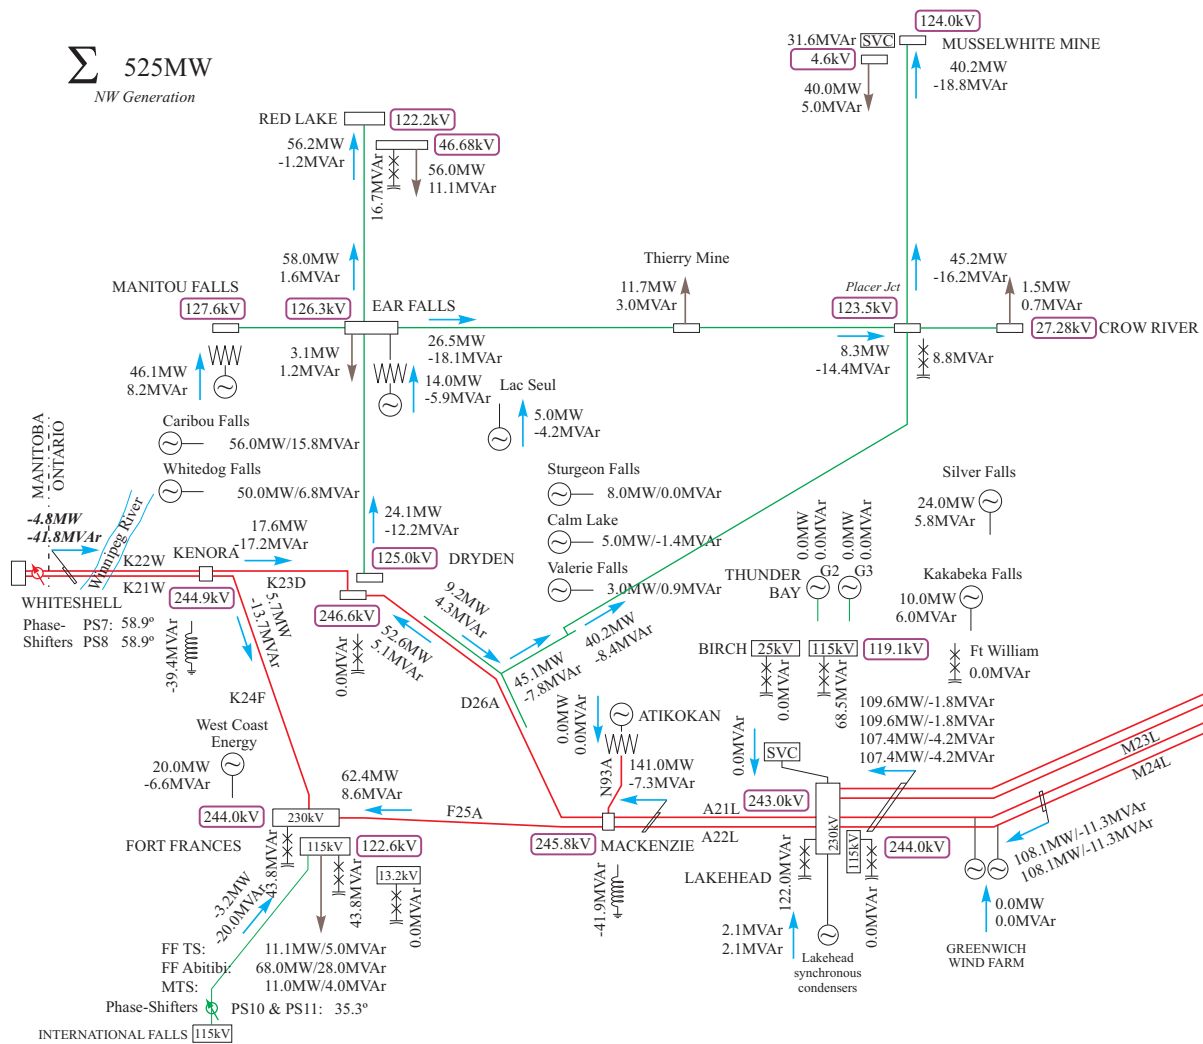 Σ 525MW
NW Generation
124.0kV
31.6MVAr SVC
MUSSELWHITE MINE
4.6kV
40.2MW
-18.8MVAr
40.0MW
5.0MVAr
RED LAKE
122.2kV
56.2MW
-1.2MVAr
46.68kV
16.7MVAr
56.0MW
11.1MVAr
58.0MW
1.6MVAr
Thierry Mine
11.7MW
3.0MVAr
45.2MW
-16.2MVAr
Placer Jct
123.5kV
1.5MW
0.7MVAr
MANITOU FALLS
127.6kV
126.3kV
EAR FALLS
27.28kV
CROW RIVER
26.5MW
-18.1MVAr
8.3MW
-14.4MVAr
8.8MVAr
3.1MW
1.2MVAr
46.1MW
8.2MVAr
14.0MW
-5.9MVAr
Lac Seul
5.0MW
-4.2MVAr
Caribou Falls
56.0MW/15.8MVAr
Whitedog Falls
50.0MW/6.8MVAr
MANITOBA
ONTARIO
Winnipeg River
-4.8MW
-41.8MVAr
Sturgeon Falls
8.0MW/0.0MVAr
Calm Lake
5.0MW/-1.4MVAr
Valerie Falls
3.0MW/0.9MVAr
Silver Falls
24.0MW
5.8MVAr
0.0MW
0.0MVAr
0.0MW
0.0MVAr
THUNDER
BAY
G2
G3
Kakabeka Falls
10.0MW
6.0MVAr
17.6MW
-17.2MVAr
24.1MW
-12.2MVAr
125.0kV
DRYDEN
K22W
KENORA
K21W
K23D
WHITESHELL
244.9kV
246.6kV
Phase-
Shifters
PS7: 58.9º
PS8 58.9º
-39.4MVAr
5.7MW
-13.7MVAr
0.0MVAr
52.6MW
5.1MVAr
9.2MW
4.3MVAr
45.1MW
-7.8MVAr
40.2MW
-8.4MVAr
K24F
D26A
BIRCH
25kV
115kV
119.1kV
Ft William
0.0MVAr
0.0MVAr
68.5MVAr
109.6MW/-1.8MVAr
109.6MW/-1.8MVAr
107.4MW/-4.2MVAr
107.4MW/-4.2MVAr
M23L
M24L
West Coast
Energy
20.0MW
-6.6MVAr
62.4MW
8.6MVAr
0.0MW
0.0MVAr
ATIKOKAN
N93A
141.0MW
-7.3MVAr
0.0MVAr
SVC
243.0kV
230kV
115kV
244.0kV
230kV
F25A
A21L
A22L
FORT FRANCES
115kV
122.6kV
245.8kV
MACKENZIE
244.0kV
43.8MVAr
43.8MVAr
13.2kV
0.0MVAr
-41.9MVAr
LAKEHEAD
122.0MVAr
0.0MVAr
108.1MW/-11.3MVAr
108.1MW/-11.3MVAr
-3.2MW
-20.0MVAr
2.1MVAr
2.1MVAr
0.0MW
0.0MVAr
GREENWICH
WIND FARM
Lakehead
synchronous
condensers
FF TS: 11.1MW/5.0MVAr
FF Abitibi: 68.0MW/28.0MVAr
MTS: 11.0MW/4.0MVAr
Phase-Shifters PS10 & PS11: 35.3º
INTERNATIONAL FALLS 115kV